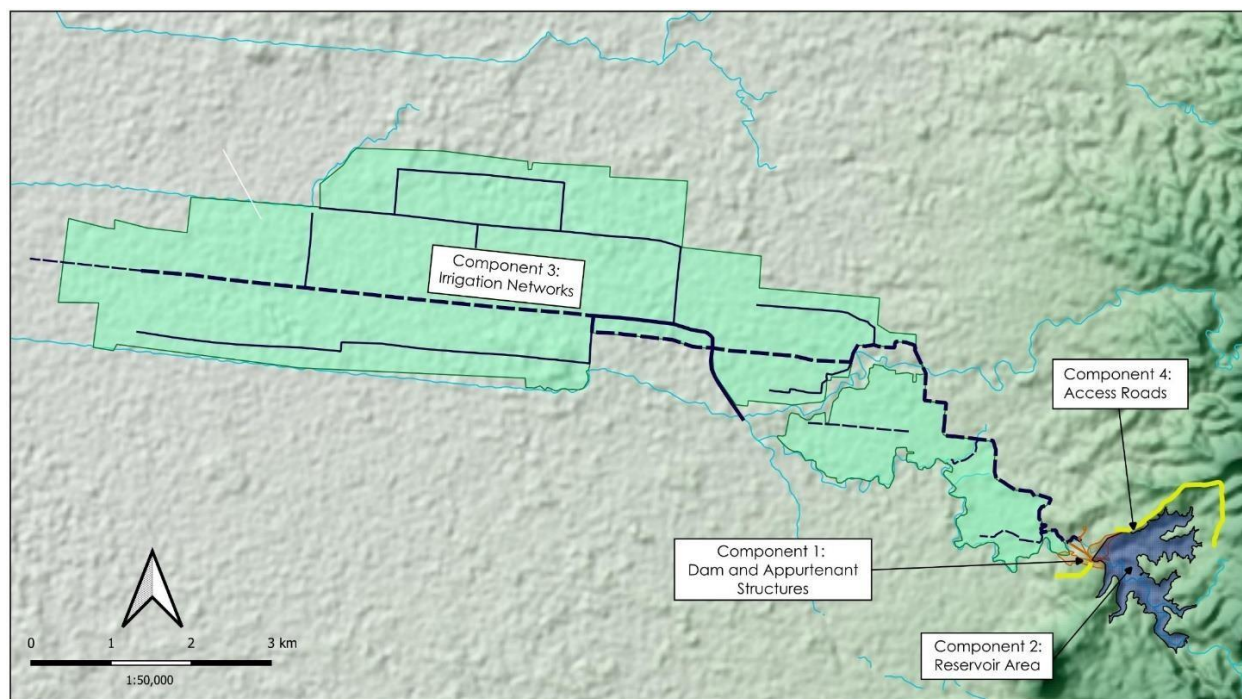 Component 3:
Irrigation Networks
Component 4:
Access Roads
Component 1:
Dam and Appurtenant
Structures
Component 2:
Reservoir Area
0 1 2 3 km
1:50,000